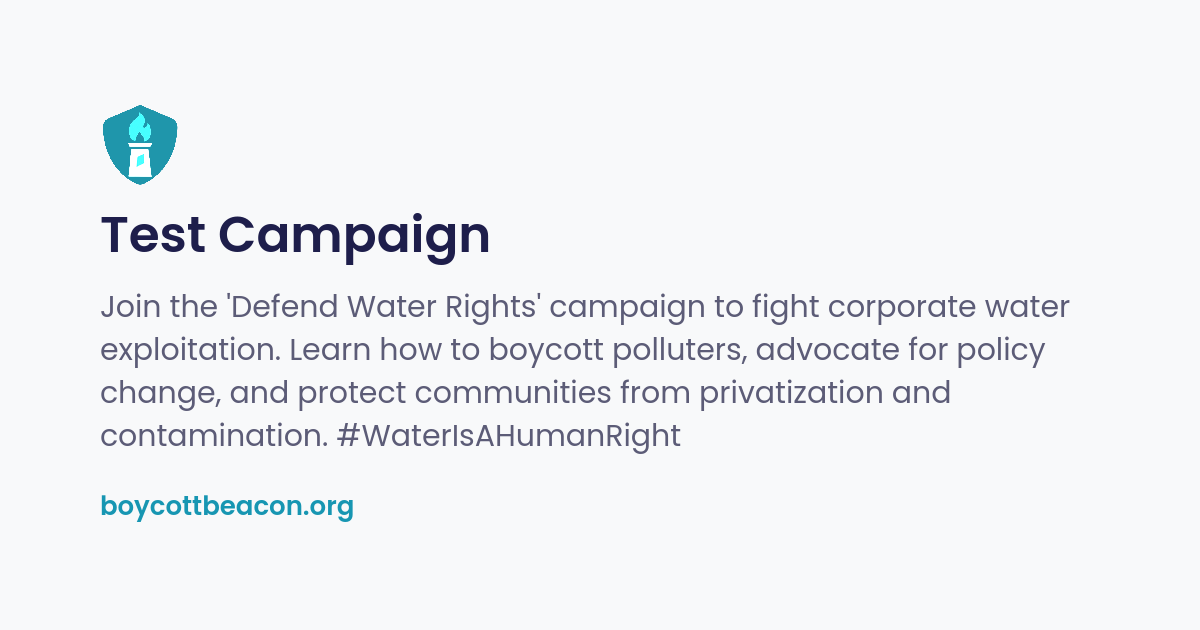 Test Campaign
Join the 'Defend Water Rights' campaign to fight corporate water
exploitation. Learn how to boycott polluters, advocate for policy
change, and protect communities from privatization and
contamination. #WaterIsAHumanRight
boycottbeacon.org